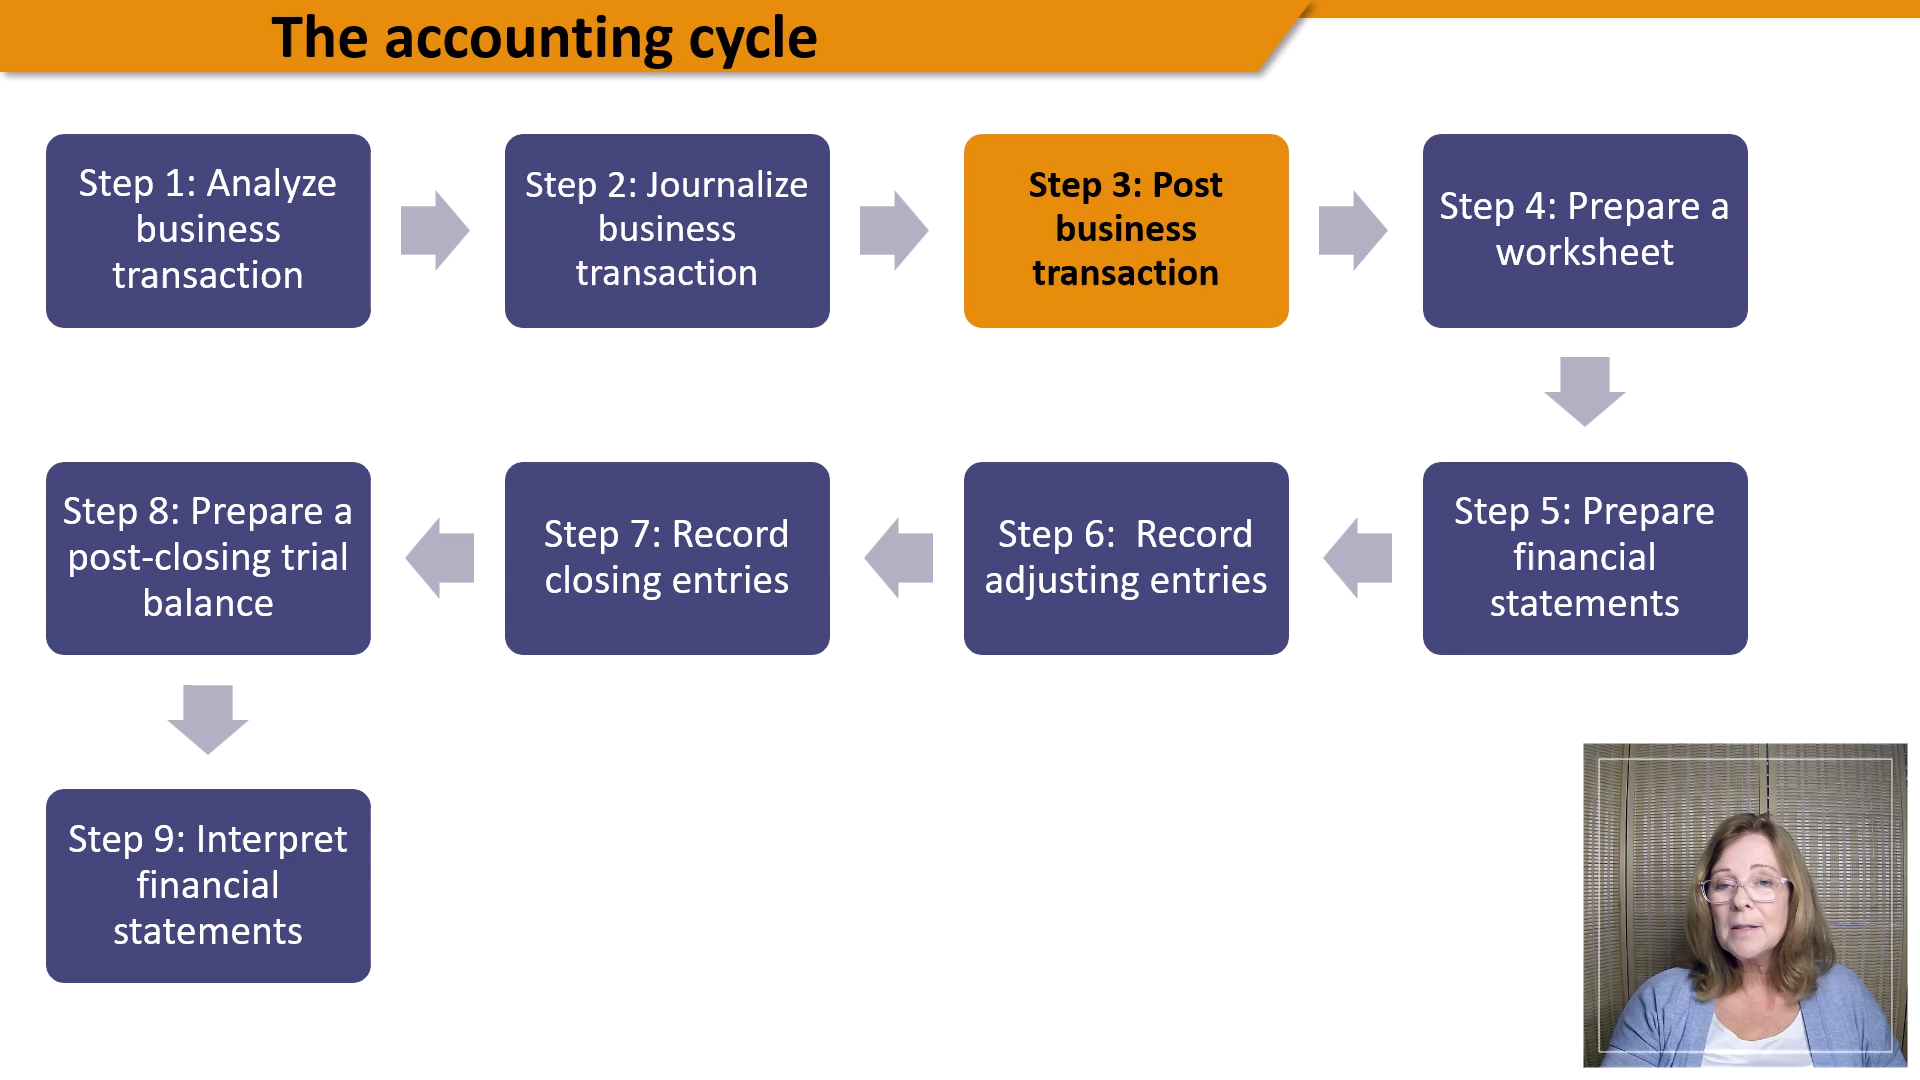 The accounting cycle
Step 1: Analyze
business
transaction
Step 2: Journalize
business
transaction
Step 3: Post
business
transaction
Step 4: Prepare a
worksheet
Step 5: Prepare
financial
statements
Step 6:  Record
adjusting entries
Step 7: Record
closing entries
Step 8: Prepare a
post-closing trial
balance
Step 9: Interpret
financial
statements